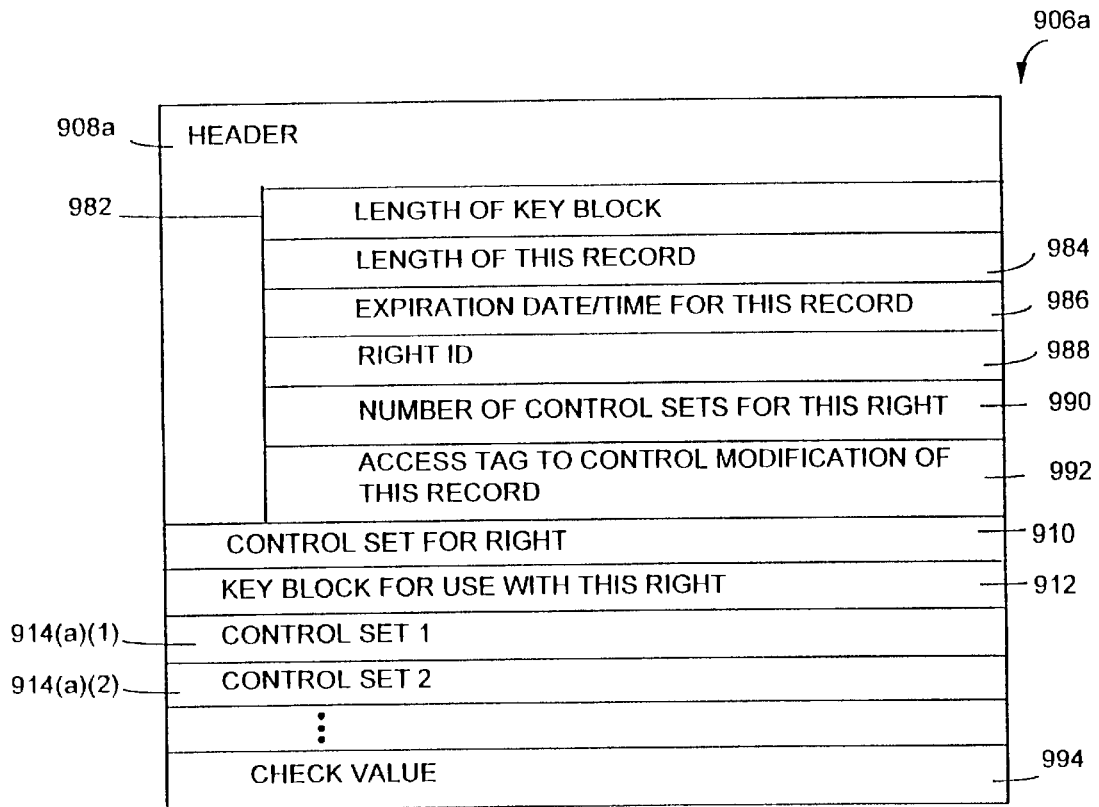 906a
908a
HEADER
982
LENGTH OF KEY BLOCK
LENGTH OF THIS RECORD
984
EXPIRATION DATE/TIME FOR THIS RECORD
986
RIGHT ID
988
NUMBER OF CONTROL SETS FOR THIS RIGHT
990
ACCESS TAG TO CONTROL MODIFICATION OF
THIS RECORD
992
CONTROL SET FOR RIGHT
910
KEY BLOCK FOR USE WITH THIS RIGHT
912
914(a)(1)
CONTROL SET 1
914(a)(2)
CONTROL SET 2
CHECK VALUE
994